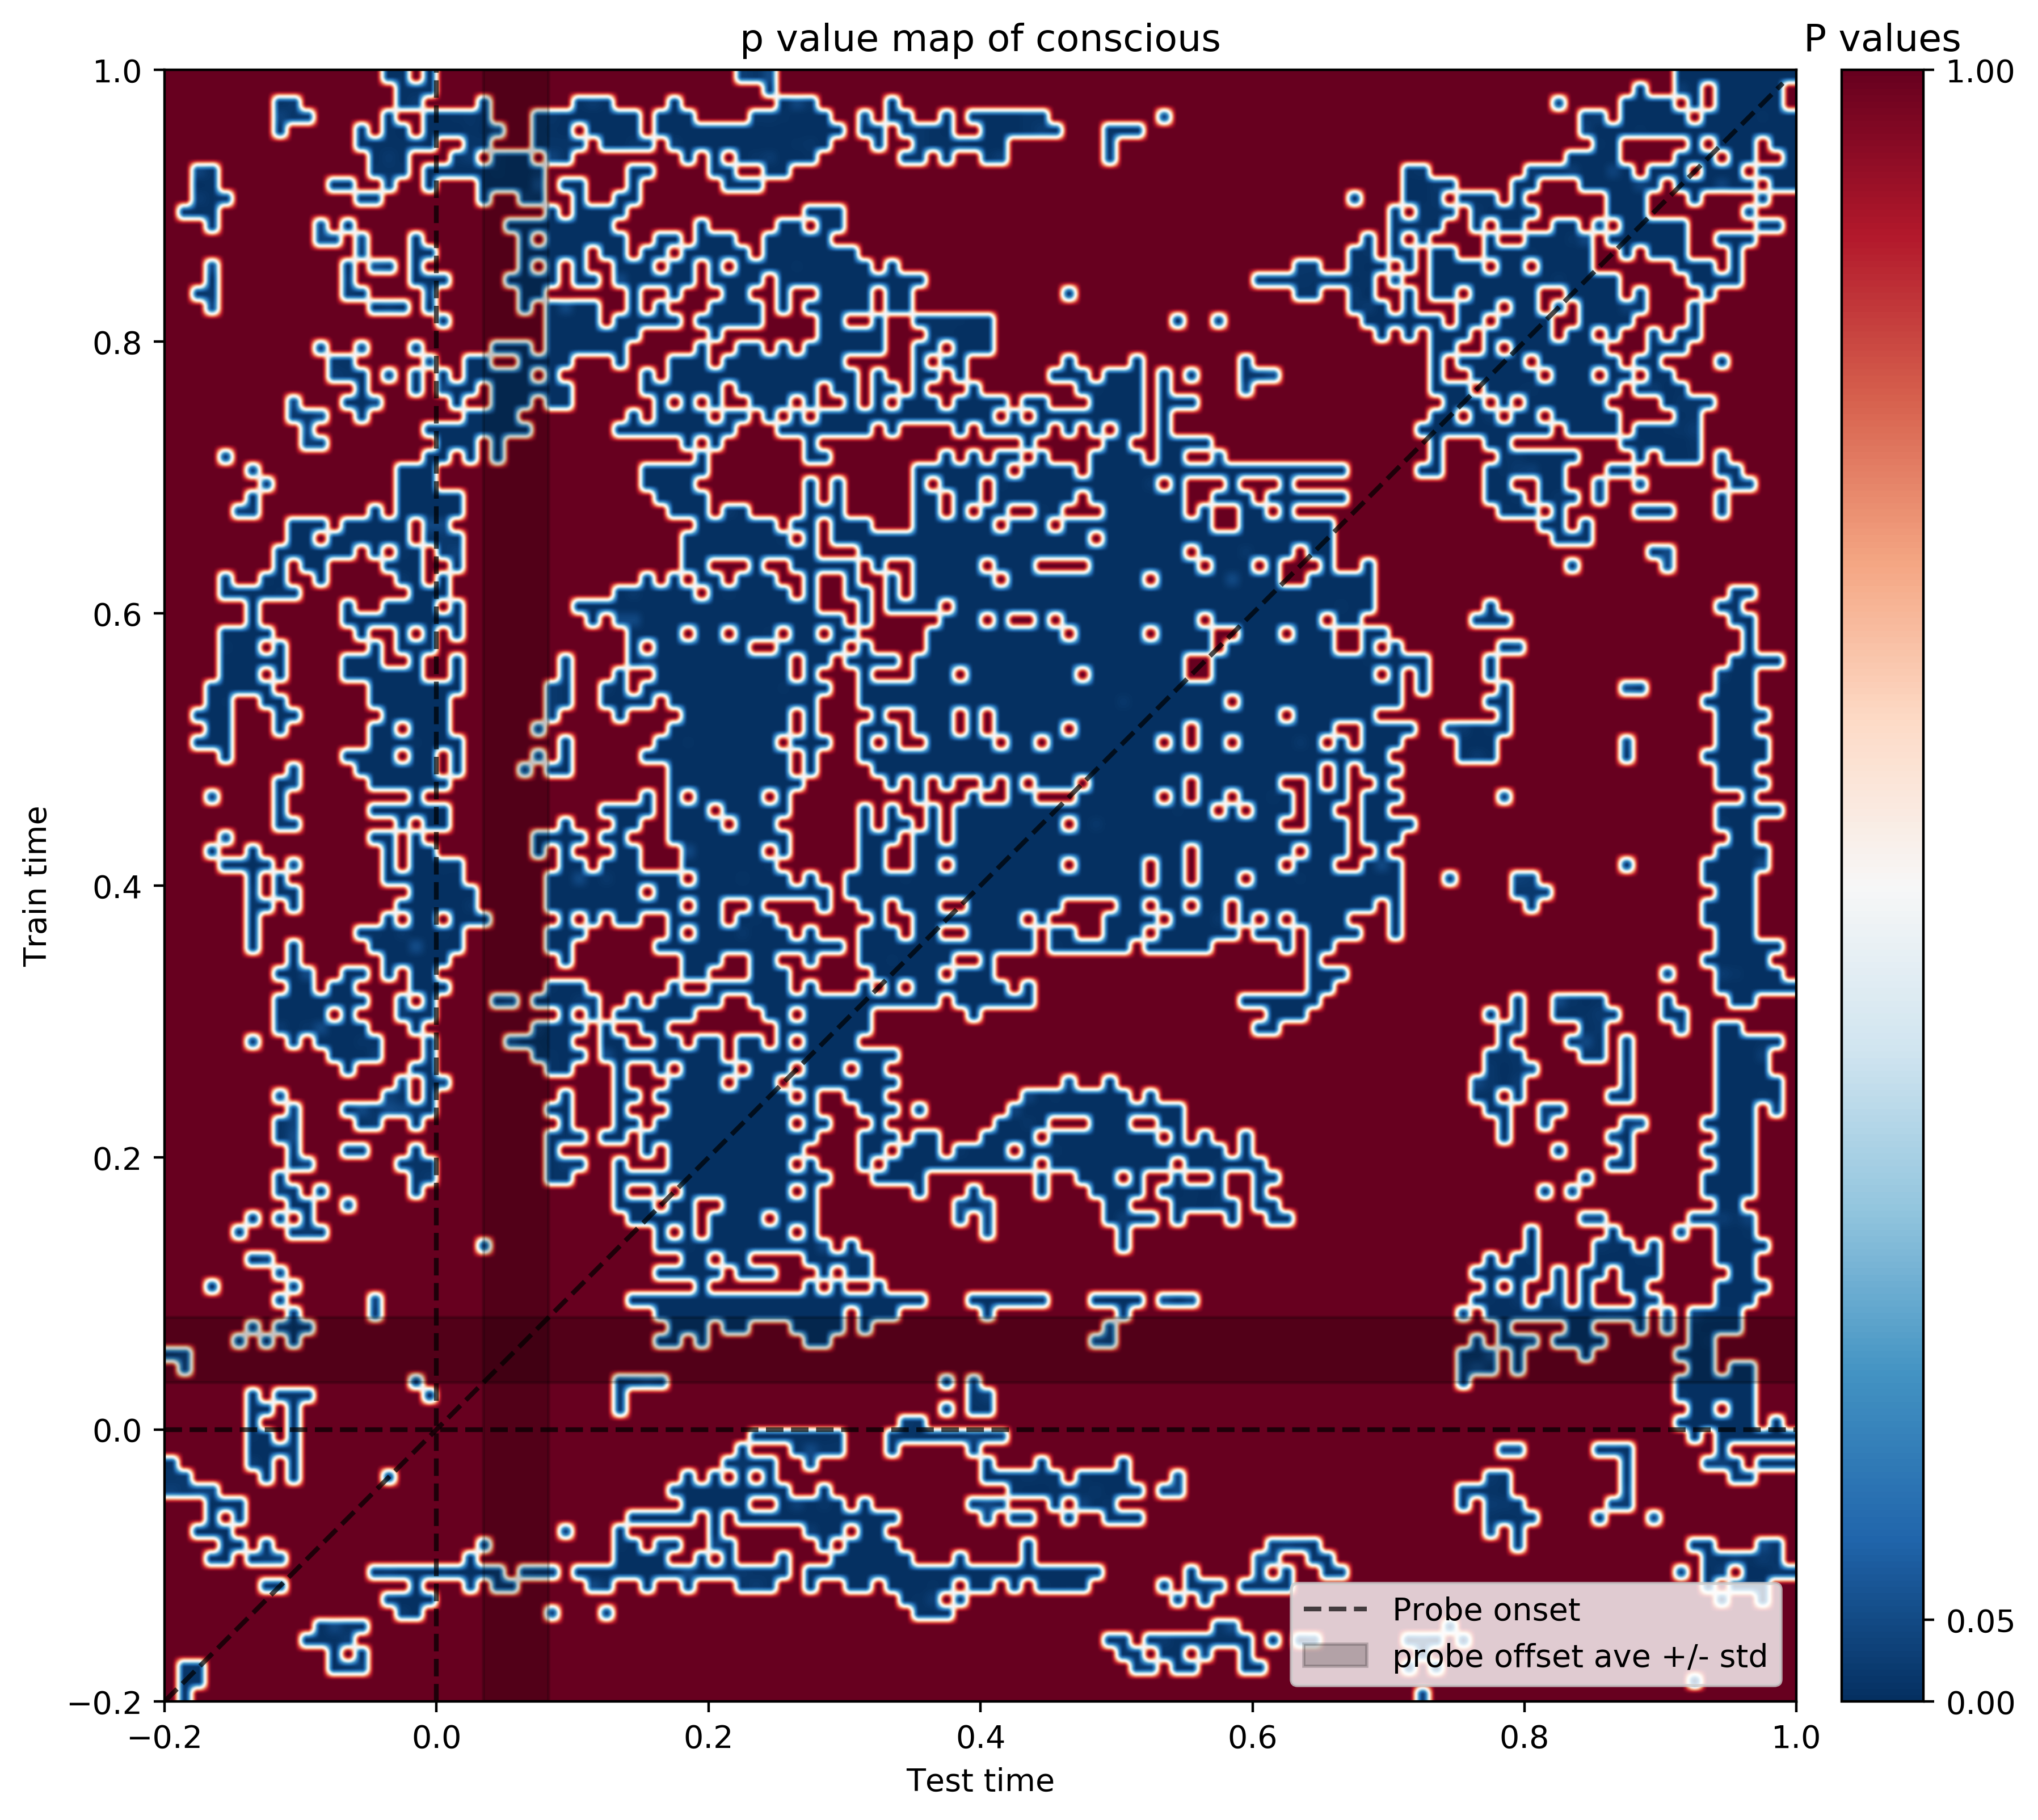 p value map of conscious
P values
1.0
0.8
0.6
0.4
0.2
0.0
−0.2
Train time
−0.2
0.0
0.2
0.4
0.6
0.8
1.0
Test time
1.00
0.05
0.00
Probe onset
probe offset ave +/- std